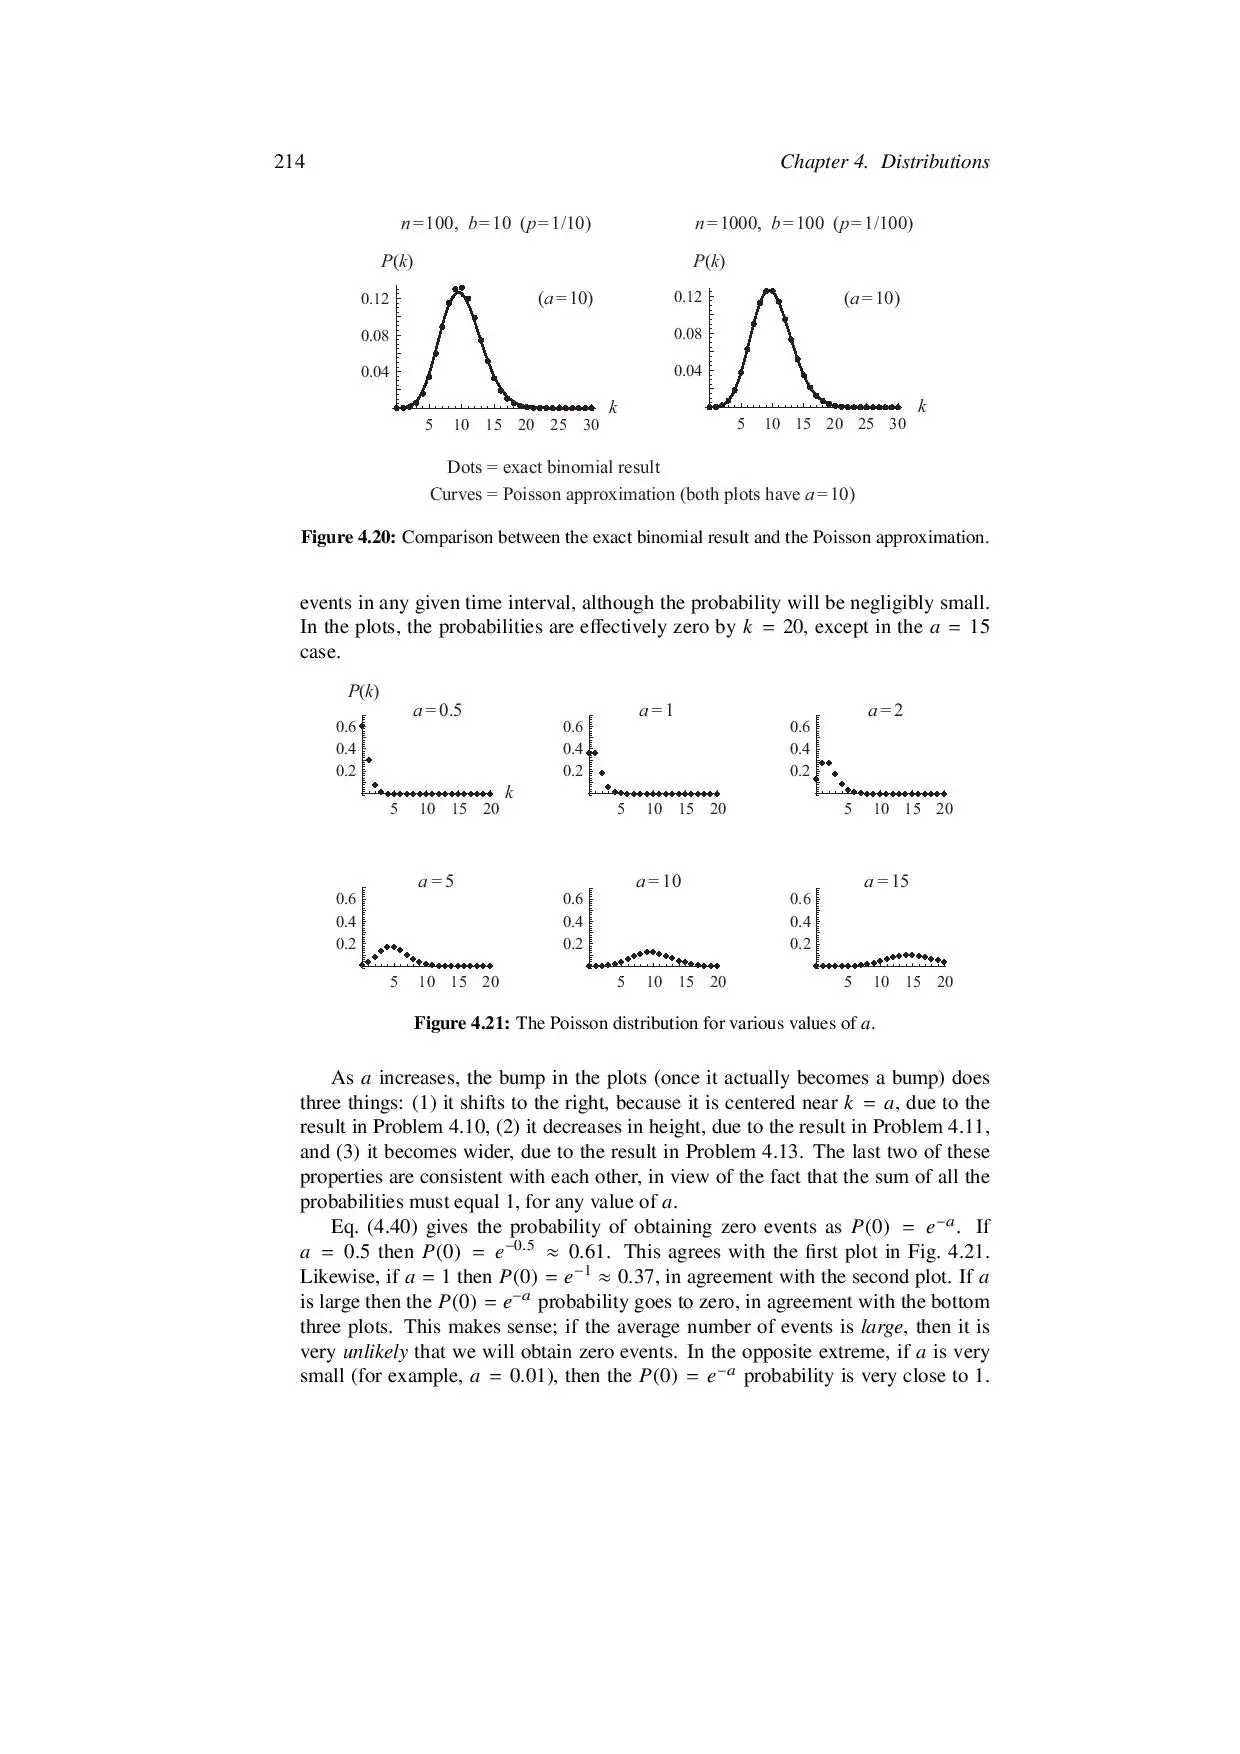 214
Chapter 4. Distributions
n=100, b=10 (p=1/10)
n=1000, b=100 (p=1/100)
P(k)
P(k)
0.12
(a=10)
0.08
0.04
k
5 10 15 20 25 30
0.12
(a=10)
0.08
0.04
k
5 10 15 20 25 30
Dots = exact binomial result
Curves = Poisson approximation (both plots have a=10)
Figure 4.20: Comparison between the exact binomial result and the Poisson approximation.
events in any given time interval, although the probability will be negligibly small.
In the plots, the probabilities are effectively zero by k = 20, except in the a = 15
case.
P(k)
a=0.5
0.6
0.4
0.2
k
5 10 15 20
a=1
0.6
0.4
0.2
5 10 15 20
a=2
0.6
0.4
0.2
5 10 15 20
a=5
0.6
0.4
0.2
5 10 15 20
a=10
0.6
0.4
0.2
5 10 15 20
a=15
0.6
0.4
0.2
5 10 15 20
Figure 4.21: The Poisson distribution for various values of a.
As a increases, the bump in the plots (once it actually becomes a bump) does
three things: (1) it shifts to the right, because it is centered near k = a, due to the
result in Problem 4.10, (2) it decreases in height, due to the result in Problem 4.11,
and (3) it becomes wider, due to the result in Problem 4.13. The last two of these
properties are consistent with each other, in view of the fact that the sum of all the
probabilities must equal 1, for any value of a.
Eq. (4.40) gives the probability of obtaining zero events as P(0) = e⁻ᵃ. If
a = 0.5 then P(0) = e⁻⁰·⁵ ≈ 0.61. This agrees with the first plot in Fig. 4.21.
Likewise, if a = 1 then P(0) = e⁻¹ ≈ 0.37, in agreement with the second plot. If a
is large then the P(0) = e⁻ᵃ probability goes to zero, in agreement with the bottom
three plots. This makes sense; if the average number of events is large, then it is
very unlikely that we will obtain zero events. In the opposite extreme, if a is very
small (for example, a = 0.01), then the P(0) = e⁻ᵃ probability is very close to 1.